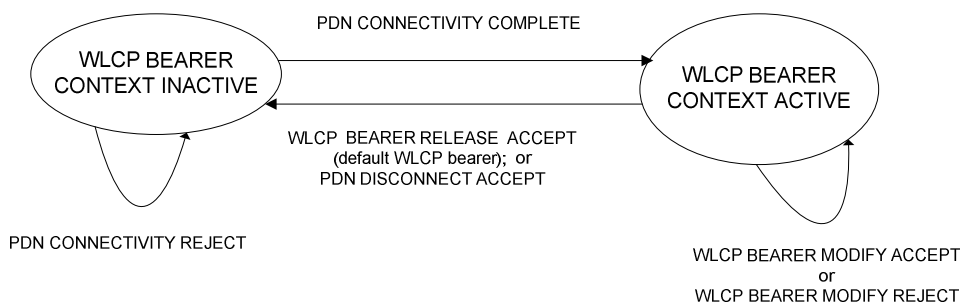 PDN CONNECTIVITY COMPLETE
WLCP BEARER
CONTEXT INACTIVE
WLCP BEARER
CONTEXT ACTIVE
WLCP BEARER RELEASE ACCEPT
(default WLCP bearer); or
PDN DISCONNECT ACCEPT
PDN CONNECTIVITY REJECT
WLCP BEARER MODIFY ACCEPT
or
WLCP BEARER MODIFY REJECT